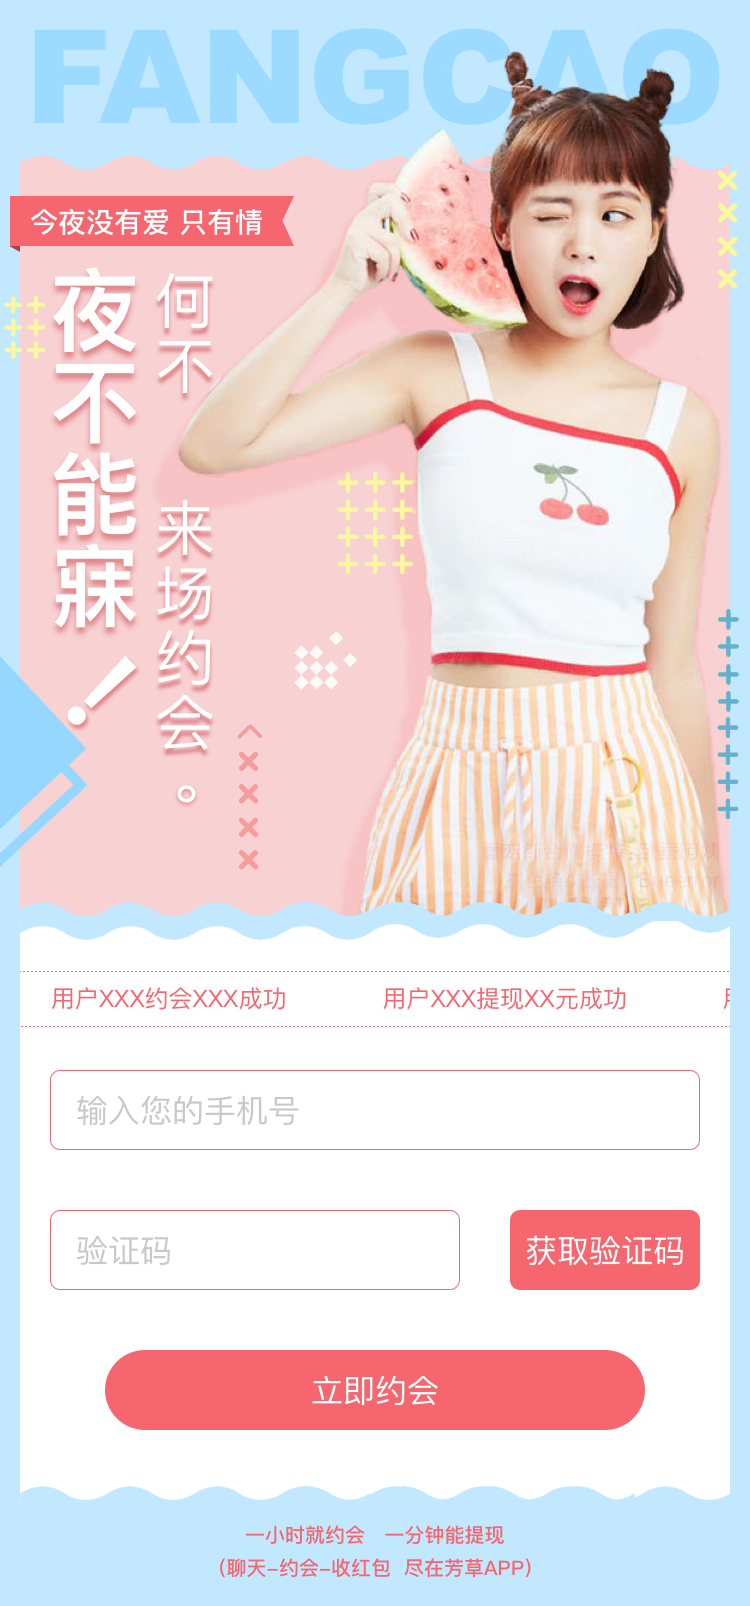 FANGCAO
今夜没有爱 只有情
夜不能寐！
何不 来场约会。
用户XXX约会XXX成功
用户XXX提现XX元成功
输入您的手机号
验证码
获取验证码
立即约会
一小时就约会 一分钟能提现
(聊天-约会-收红包 尽在芳草APP)